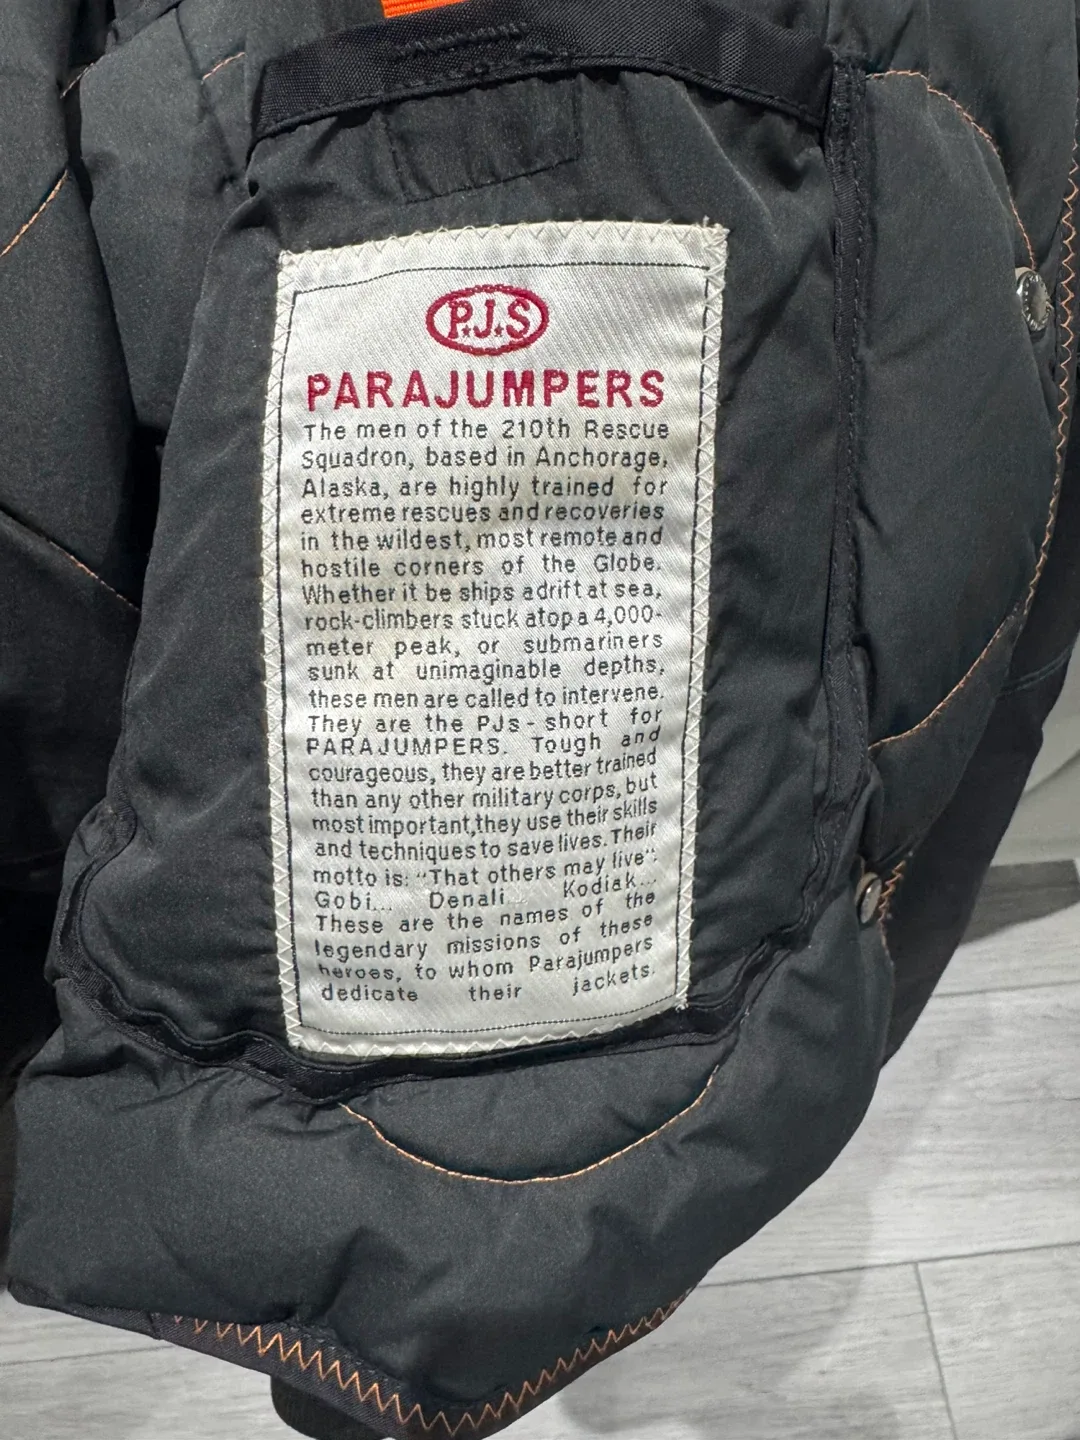 P.J.S
PARAJUMPERS
The men of the 210th Rescue
Squadron, based in Anchorage,
Alaska, are highly trained for
extreme rescues and recoveries
in the wildest, most remote and
hostile corners of the Globe.
Whether it be ships adrift at sea,
rock-climbers stuck atop a 4,000-
meter peak, or submariners
sunk at unimaginable depths,
these men are called to intervene.
They are the PJs - short for
PARAJUMPERS. Tough and
courageous, they are better trained
than any other military corps, but
most important, they use their skills
and techniques to save lives. Their
motto is: "That others may live".
Gobi... Denali... Kodiak...
These are the names of the
legendary missions of these
heroes, to whom Parajumpers
dedicate their jackets.